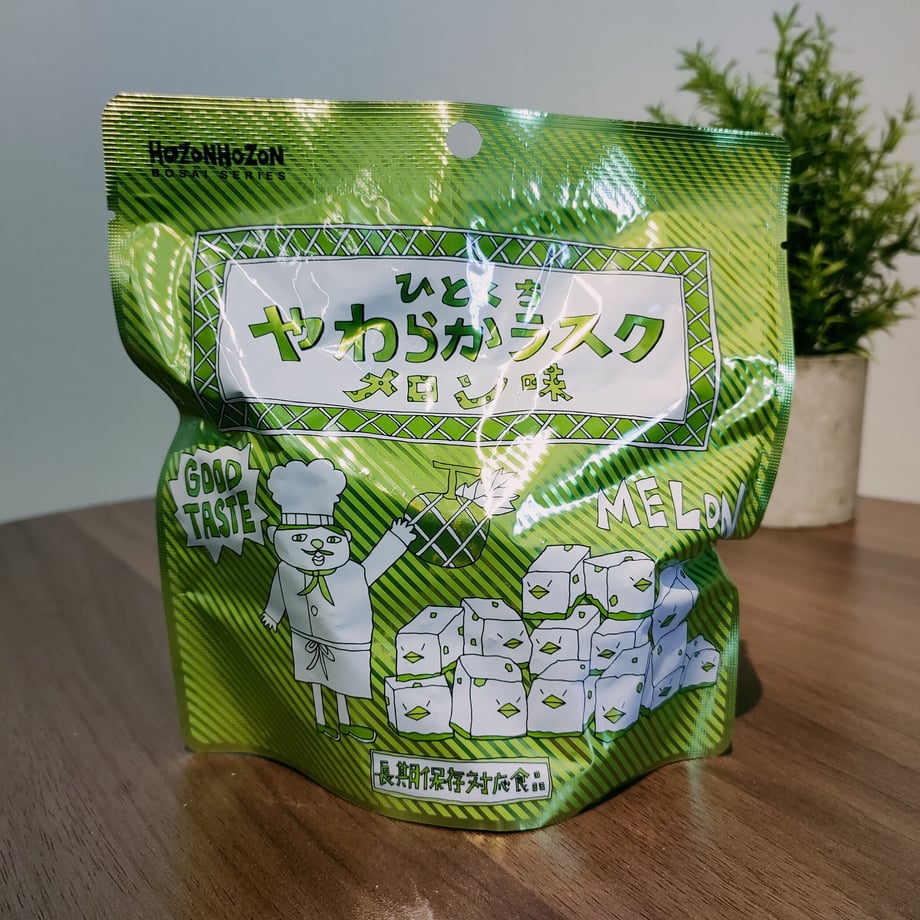 HOZONHOZON
BOSAI SERIES
ひとくち
やわらかラスク
メロン味
GOOD
TASTE
MELON
長期保存対応食品